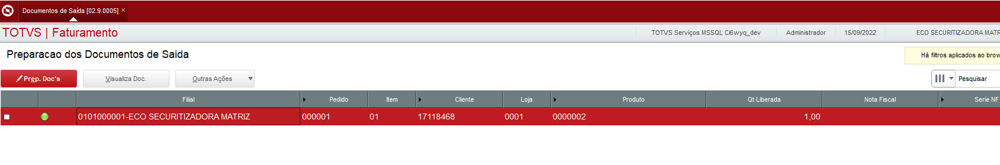 Documentos de Saída [02.9.0005] ×
TOTVS | Faturamento TOTVS Serviços MSSQL Ci6wyq_dev Administrador 15/09/2022 ECO SECURITIZADORA MATR
Preparacao dos Documentos de Saida
Há filtros aplicados ao brow
Prep. Doc's Visualiza Doc. Outras Ações Pesquisar
Filial Pedido Item Cliente Loja Produto Qt Liberada Nota Fiscal Serie NF
0101000001-ECO SECURITIZADORA MATRIZ 000001 01 17118468 0001 0000002 1,00